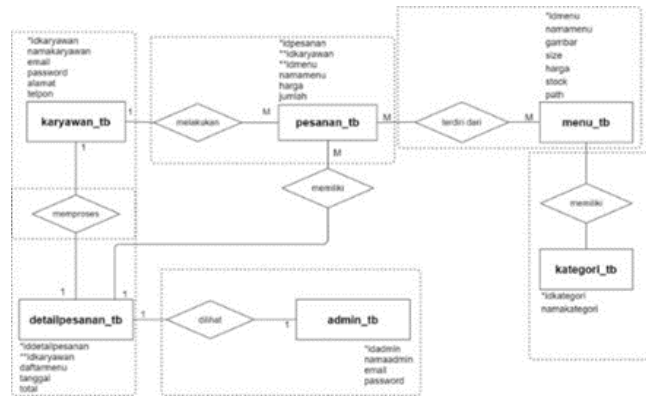 *idkaryawan
namakaryawan
email
password
alamat
telpon
karyawan_tb
1
melakukan
M
*idpesanan
**idkaryawan
**idmenu
namamenu
harga
jumlah
pesanan_tb
M
terdiri dari
M
*idmenu
namamenu
gambar
size
harga
stock
path
menu_tb
1
memproses
1
M
memiliki
1
memiliki
kategori_tb
*idkategori
namakategori
detailpesanan_tb
*iddetailpesanan
**idkaryawan
daftarmenu
tanggal
total
1
dilihat
1
admin_tb
*idadmin
namaadmin
email
password